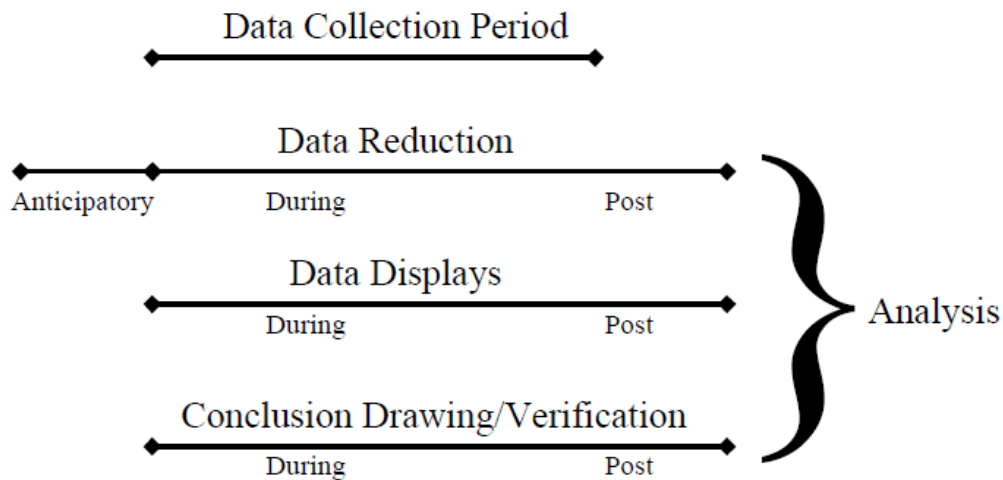 Data Collection Period
Data Reduction
Anticipatory During Post
Data Displays
During Post
Analysis
Conclusion Drawing/Verification
During Post